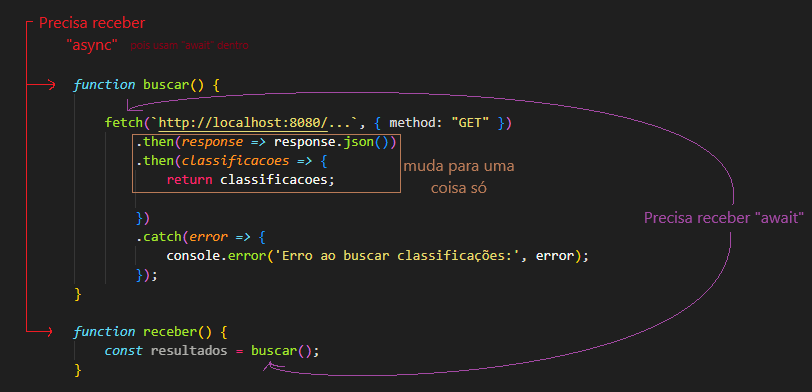 Precisa receber
"async" pois usam "await" dentro
function buscar() {
fetch(`http://localhost:8080/...`, { method: "GET" })
.then(response => response.json())
.then(classificacoes => {
muda para uma
return classificacoes;
coisa só
})
Precisa receber "await"
.catch(error => {
console.error('Erro ao buscar classificações:', error);
});
}
function receber() {
const resultados = buscar();
}